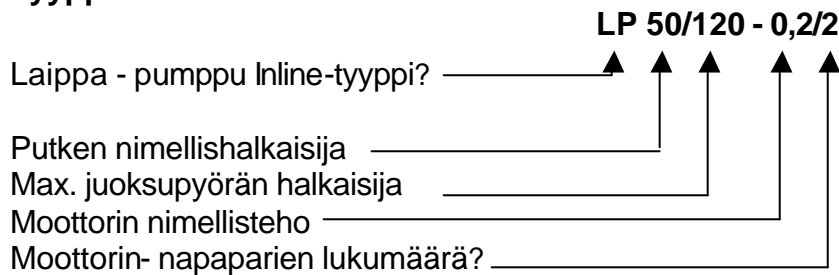 LP 50/120 - 0,2/2
Laippa - pumppu Inline-tyyppi?
Putken nimellishalkaisija
Max. juoksupyörän halkaisija
Moottorin nimellisteho
Moottorin- napaparien lukumäärä?